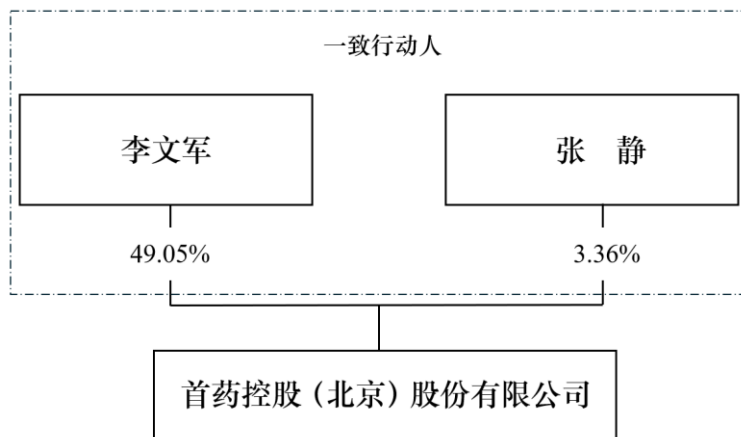 一致行动人
李文军
张 静
49.05%
3.36%
首药控股（北京）股份有限公司